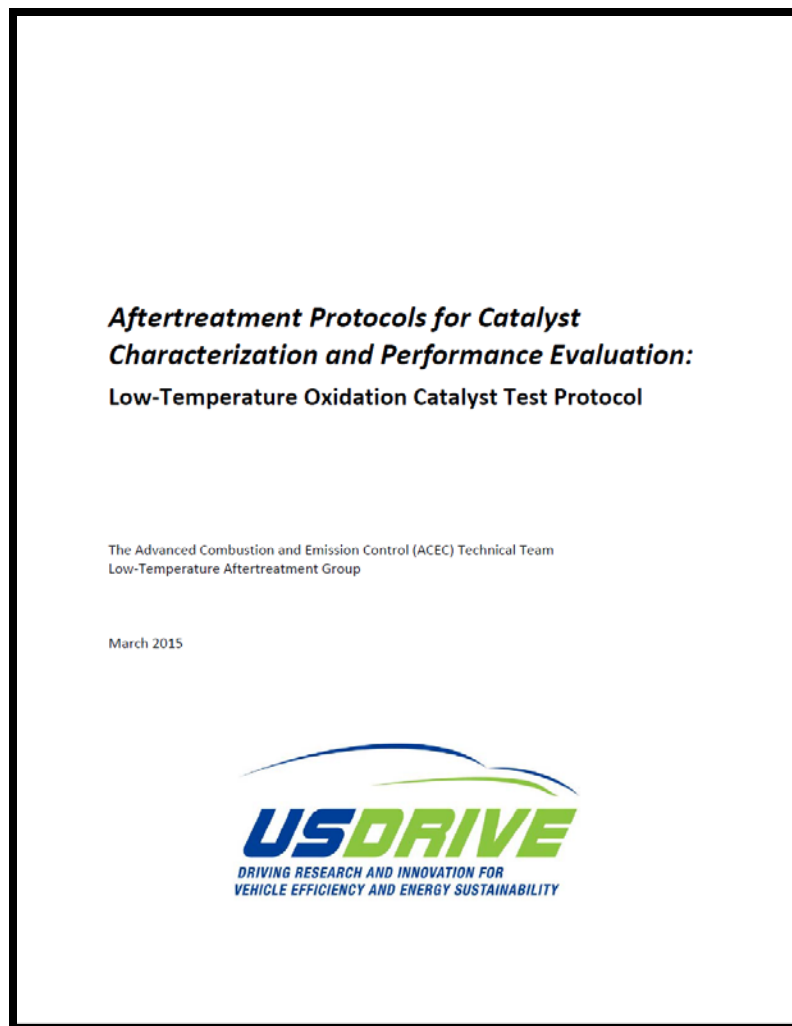 Aftertreatment Protocols for Catalyst
Characterization and Performance Evaluation:
Low-Temperature Oxidation Catalyst Test Protocol
The Advanced Combustion and Emission Control (ACEC) Technical Team
Low-Temperature Aftertreatment Group
March 2015
USDRIVE
DRIVING RESEARCH AND INNOVATION FOR
VEHICLE EFFICIENCY AND ENERGY SUSTAINABILITY